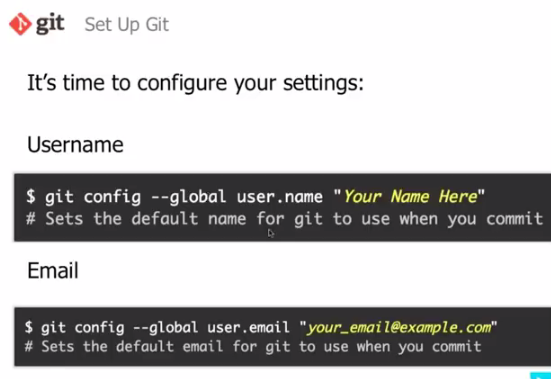 git Set Up Git
It's time to configure your settings:
Username
$ git config --global user.name "Your Name Here"
# Sets the default name for git to use when you commit
Email
$ git config --global user.email "your_email@example.com"
# Sets the default email for git to use when you commit